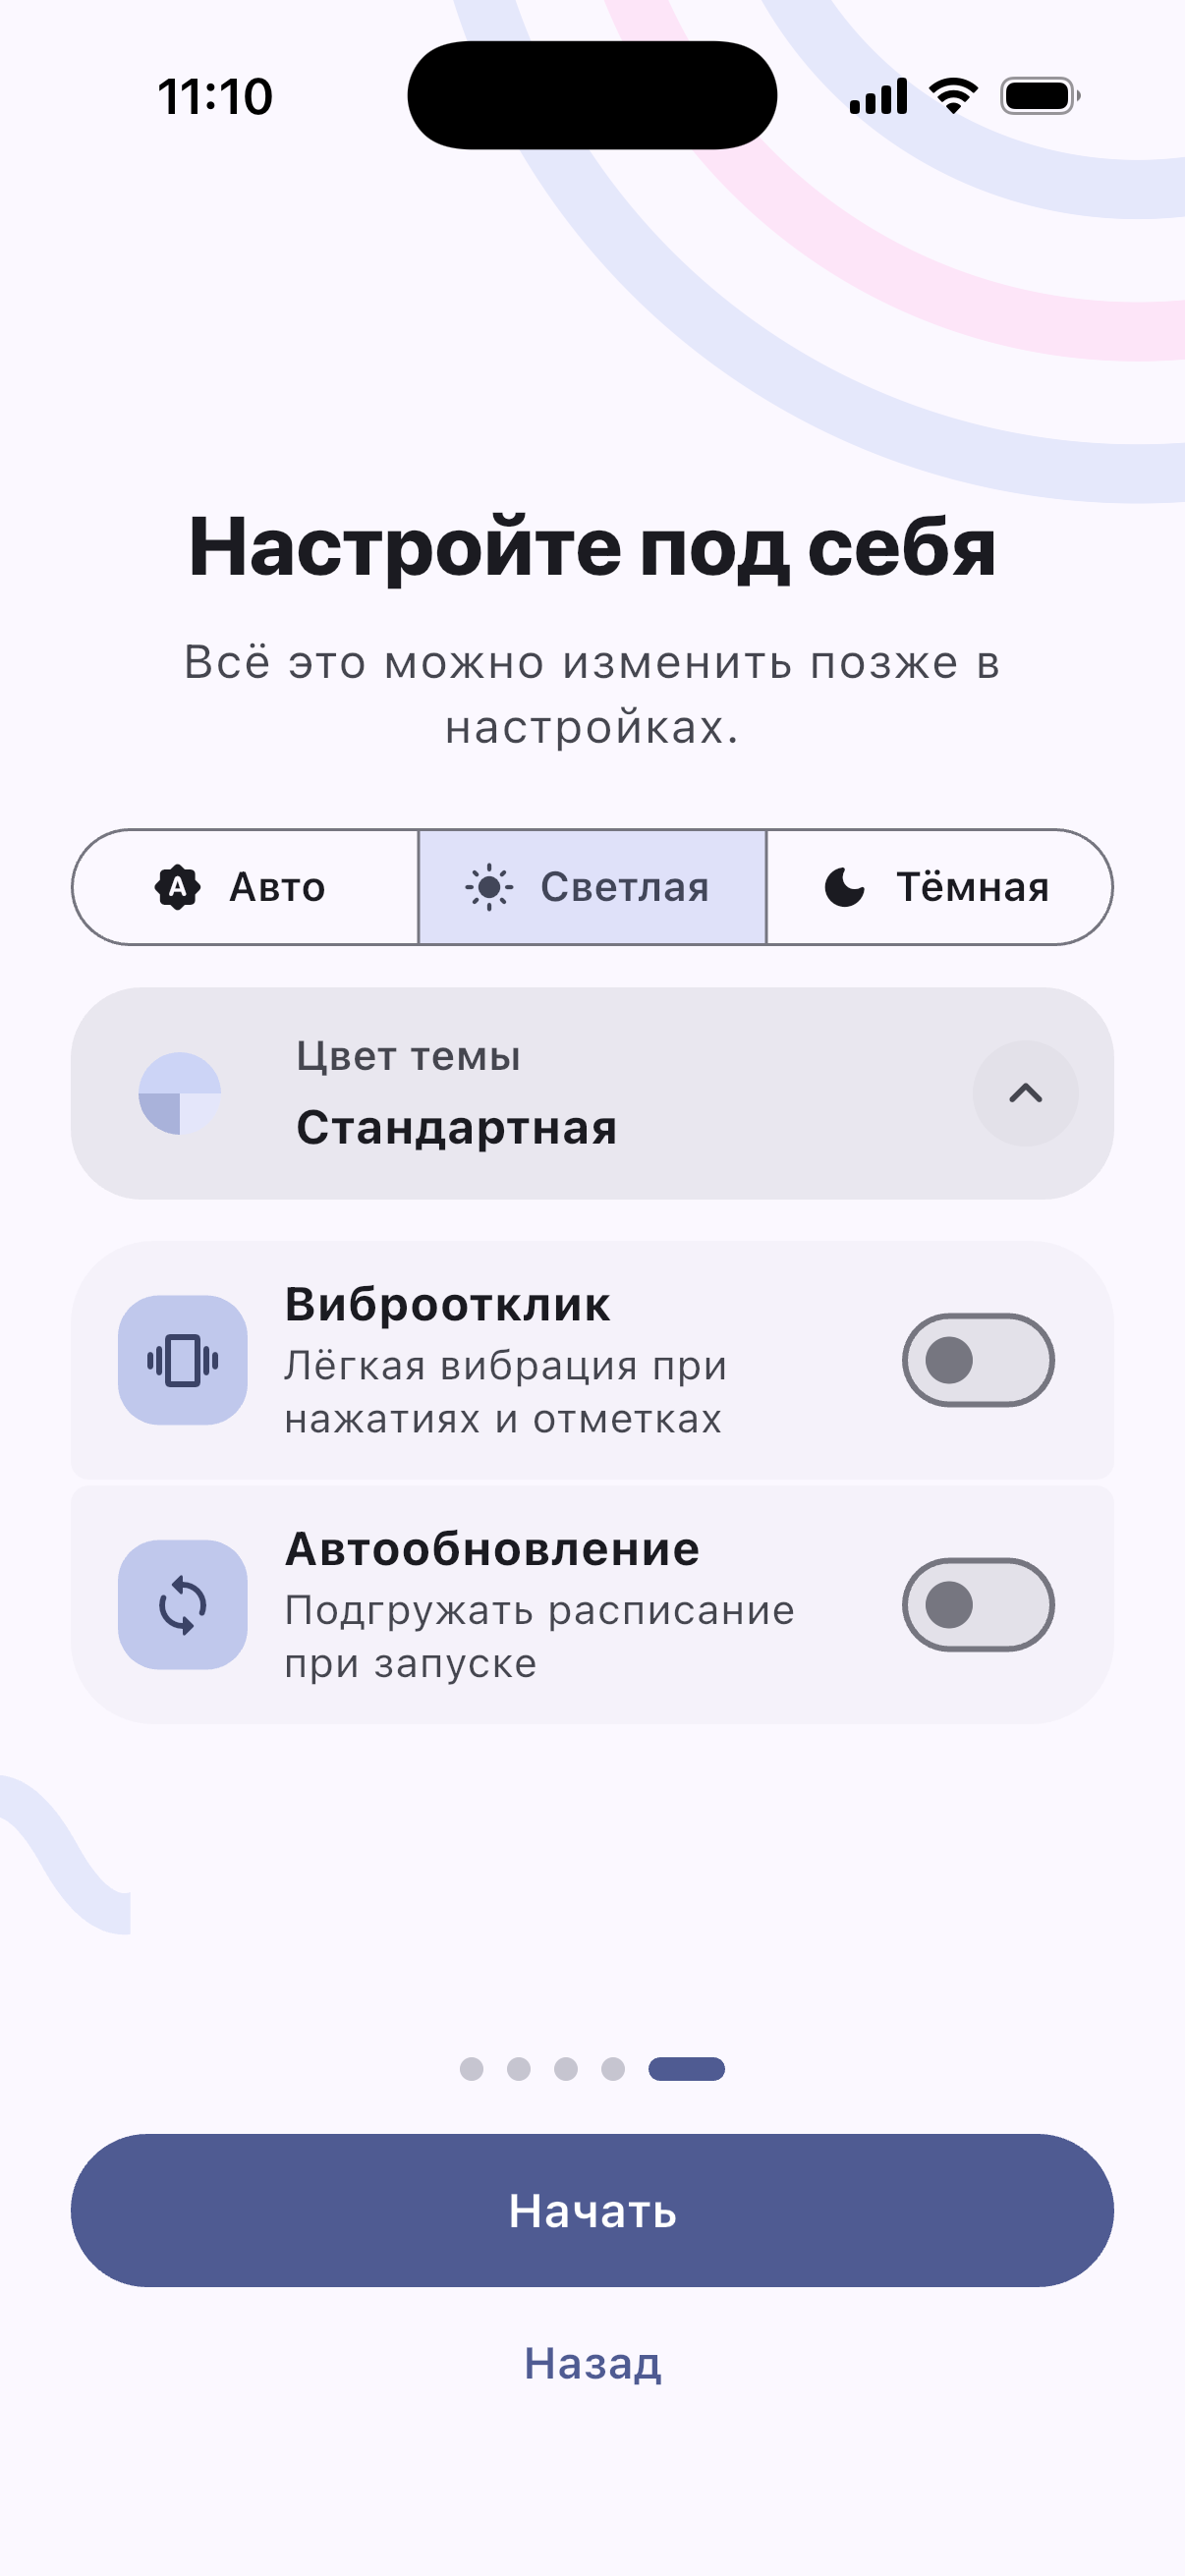 11:10
Настройте под себя
Всё это можно изменить позже в
настройках.
A Авто Светлая Тёмная
Цвет темы
Стандартная
Виброотклик
Лёгкая вибрация при
нажатиях и отметках
Автообновление
Подгружать расписание
при запуске
Начать
Назад